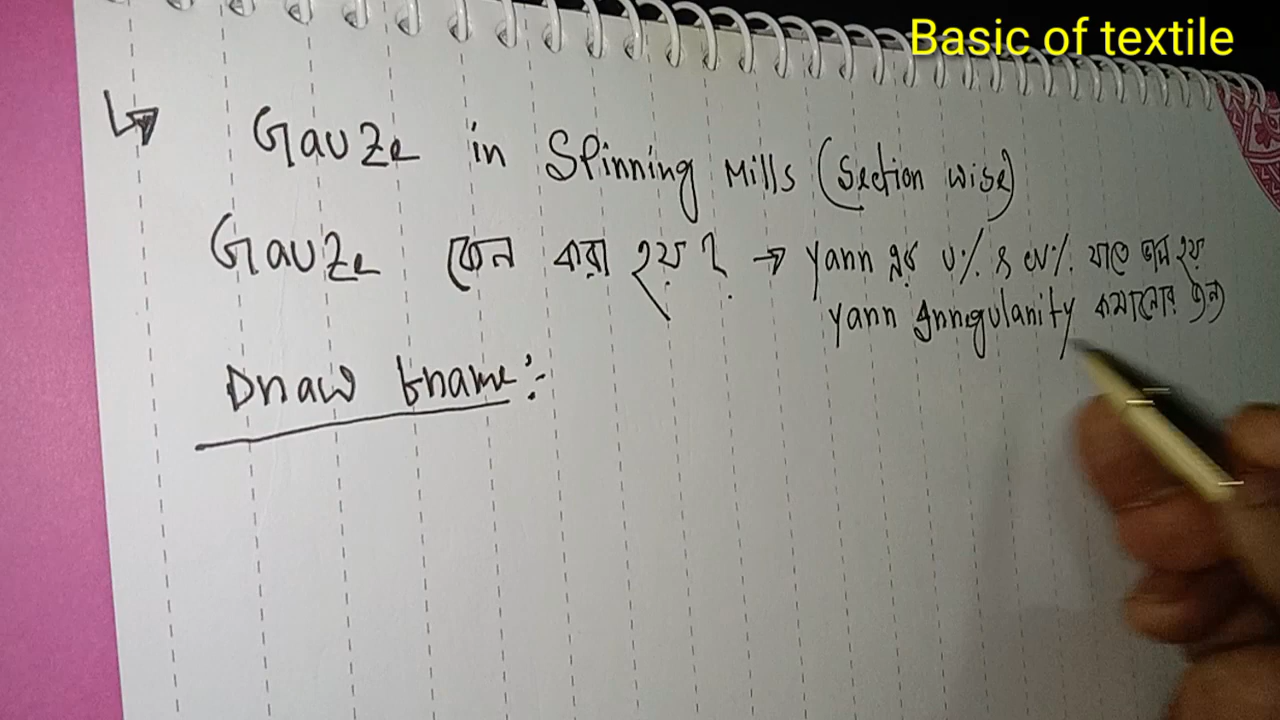 Basic of textile
Gauze in Spinning Mills (Section wise)
Gauze কেন করা হয় ? → Yarn এর U% & CV% যাতে ভাল হয়
Yarn Irregularity কমানোর জন্য
Draw frame :-